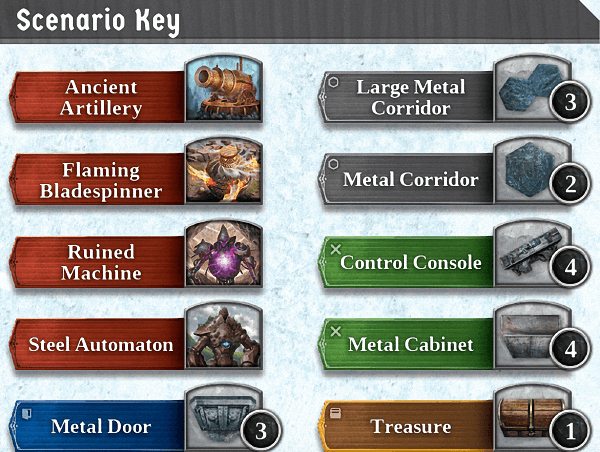 Scenario Key
Ancient
Artillery
Flaming
Bladespinner
Ruined
Machine
Steel Automaton
Metal Door
3
Large Metal
Corridor
3
Metal Corridor
2
Control Console
4
Metal Cabinet
4
Treasure
1